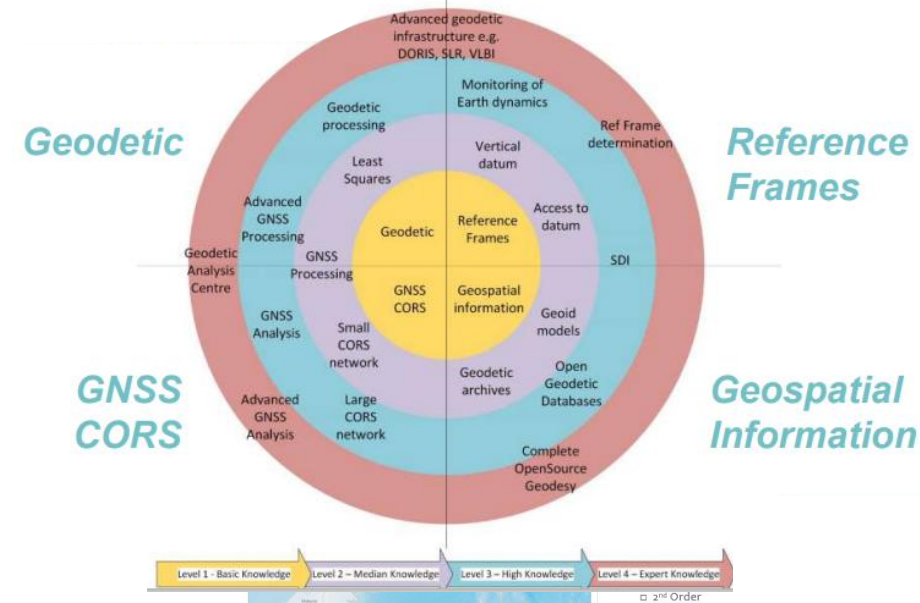 Advanced geodetic
infrastructure e.g.
DORIS, SLR, VLBI
Monitoring of
Earth dynamics
Geodetic
processing
Geodetic
Ref Frame
determination
Reference
Frames
Vertical
datum
Least
Squares
Advanced
GNSS
Processing
Access to
datum
Geodetic
Reference
Frames
Geodetic
Analysis
Centre
GNSS
Processing
SDI
GNSS
CORS
Geospatial
information
GNSS
Analysis
Small
CORS
network
Geoid
models
Geodetic
archives
Open
Geodetic
Databases
GNSS
CORS
Advanced
GNSS
Analysis
Large
CORS
network
Geospatial
Information
Complete
OpenSource
Geodesy
Level 1 - Basic Knowledge
Level 2 – Median Knowledge
Level 3 – High Knowledge
Level 4 – Expert Knowledge
□ 2nd Order